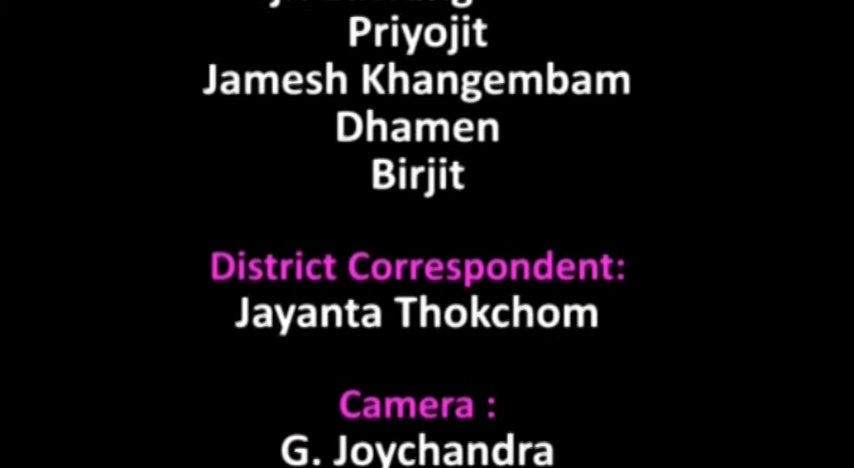 Priyojit
Jamesh Khangembam
Dhamen
Birjit
District Correspondent:
Jayanta Thokchom
Camera :
G. Joychandra